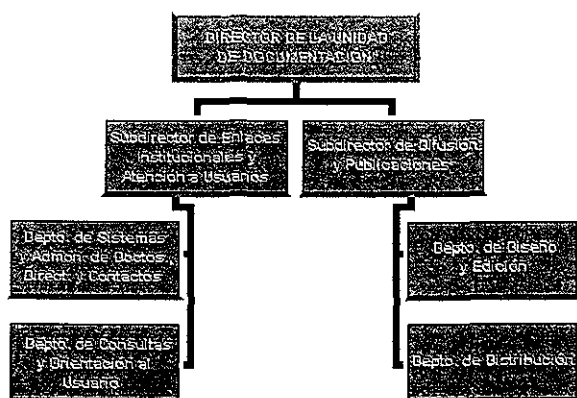 DIRECTOR DE LA UNIDAD
DE DOCUMENTACIÓN
Subdirector de Enlaces
Institucionales y
Atención a Usuarios
Subdirector de Difusión
y Publicaciones
Depto. de Sistemas
y Admón. de Doctos.,
Direct. y Contactos
Depto. de Diseño
y Edición
Depto. de Consultas
y Orientación al
Usuario
Depto. de Distribución